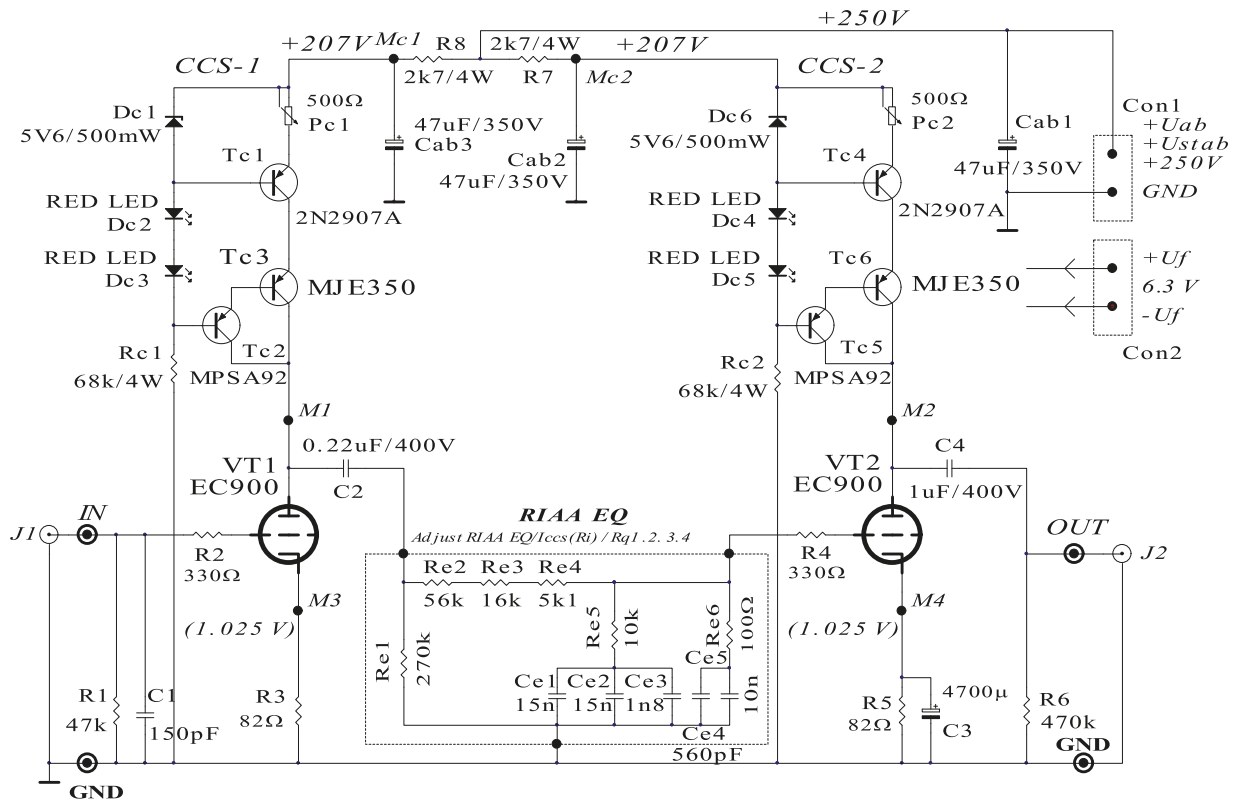 +250V
+207V
Mc1
R8
2k7/4W
2k7/4W
R7
+207V
Mc2
CCS-1
CCS-2
Dc1
5V6/500mW
500Ω
Pc1
47uF/350V
Cab3
Cab2
47uF/350V
Dc6
5V6/500mW
500Ω
Pc2
Cab1
47uF/350V
Con1
+Uab
+Ustab
+250V
GND
Tc1
2N2907A
Tc4
2N2907A
RED LED
Dc2
RED LED
Dc3
RED LED
Dc4
RED LED
Dc5
Tc3
MJE350
Tc6
MJE350
+Uf
6.3 V
-Uf
Con2
Rc1
68k/4W
Tc2
MPSA92
Rc2
68k/4W
Tc5
MPSA92
M1
M2
0.22uF/400V
C2
VT1
EC900
VT2
EC900
C4
1uF/400V
J1
IN
R2
330Ω
RIAA EQ
Adjust RIAA EQ/Iccs(Ri) / Rq1.2.3.4
R4
330Ω
OUT
J2
Re2
56k
Re3
16k
Re4
5k1
M3
(1.025 V)
M4
(1.025 V)
Re1
270k
Re5
10k
Re6
100Ω
Ce1
15n
Ce2
15n
Ce3
1n8
Ce5
10n
Ce4
560pF
R1
47k
C1
150pF
R3
82Ω
R5
82Ω
4700µ
C3
R6
470k
GND
GND